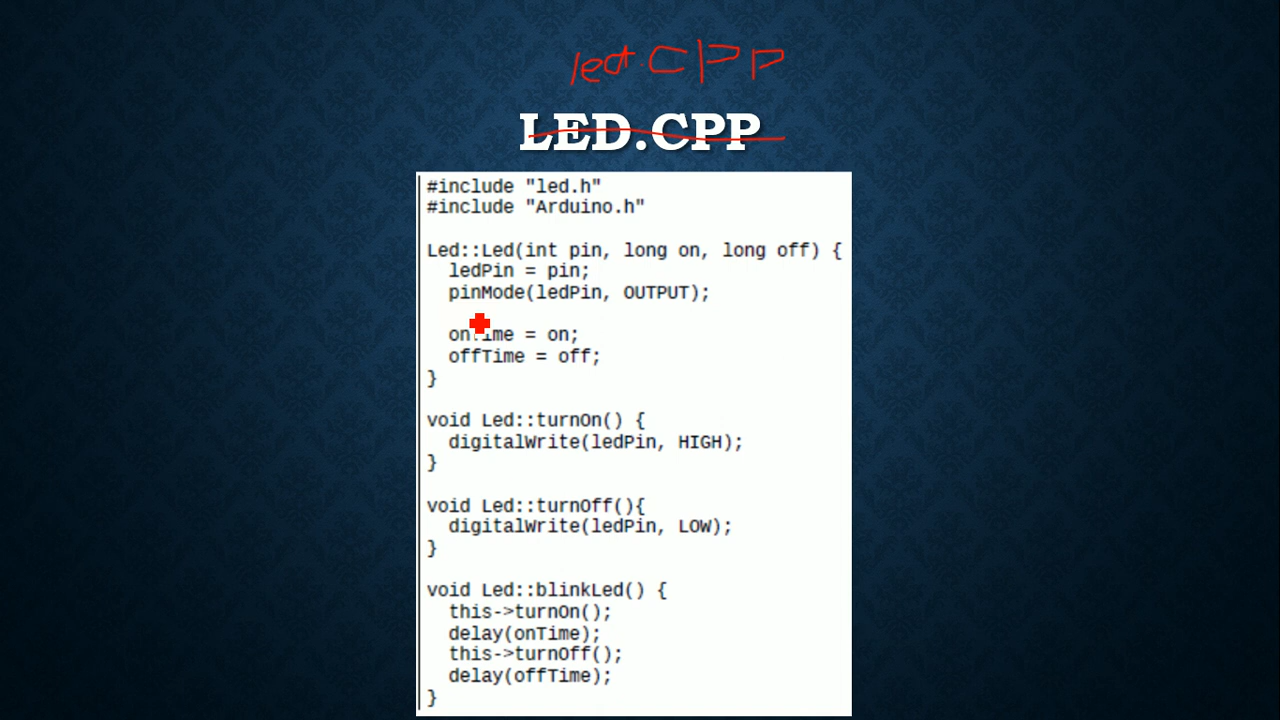 led.CPP
LED.CPP
#include "led.h"
#include "Arduino.h"
Led::Led(int pin, long on, long off) {
ledPin = pin;
pinMode(ledPin, OUTPUT);
onTime = on;
offTime = off;
}
void Led::turnOn() {
digitalWrite(ledPin, HIGH);
}
void Led::turnOff(){
digitalWrite(ledPin, LOW);
}
void Led::blinkLed() {
this->turnOn();
delay(onTime);
this->turnOff();
delay(offTime);
}